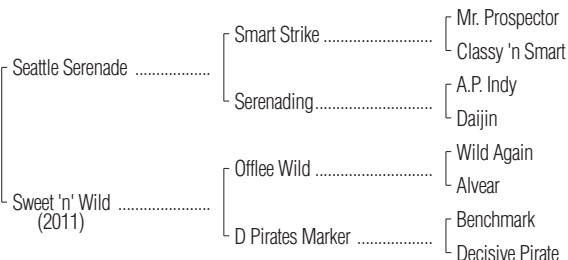 Mr. Prospector
Smart Strike ..........................
Classy 'n Smart
Seattle Serenade ..................
A.P. Indy
Serenading............................
Daijin
Wild Again
Offlee Wild ...........................
Alvear
Sweet 'n' Wild ......................
(2011)
Benchmark
D Pirates Marker ..................
Decisive Pirate